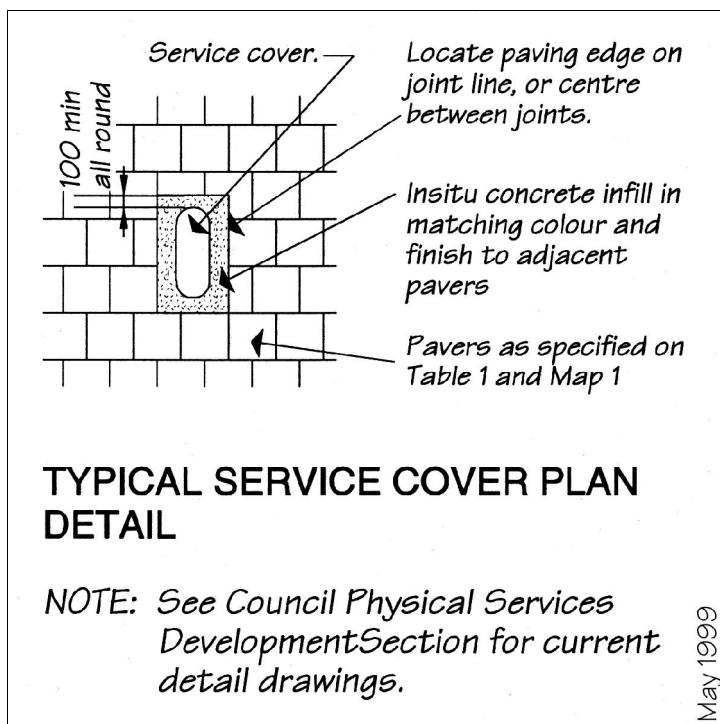 Service cover.
100 min
all round
Locate paving edge on
joint line, or centre
between joints.
Insitu concrete infill in
matching colour and
finish to adjacent
pavers
Pavers as specified on
Table 1 and Map 1
TYPICAL SERVICE COVER PLAN
DETAIL
NOTE: See Council Physical Services
DevelopmentSection for current
detail drawings.
May 1999